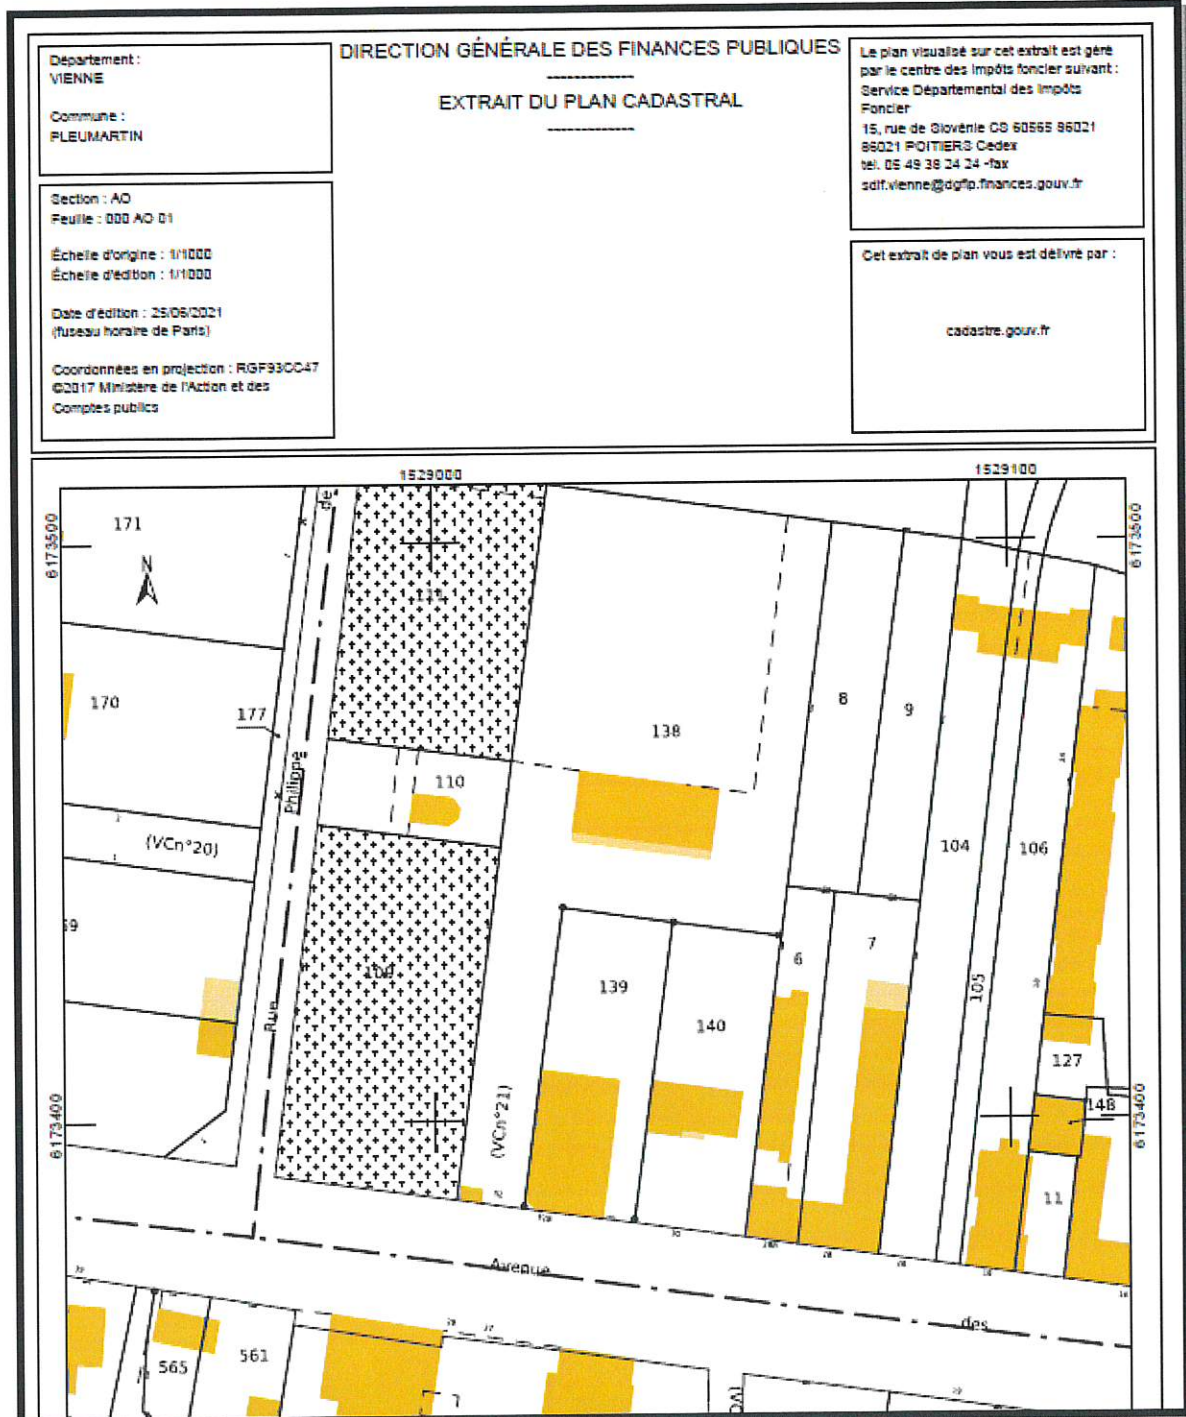 Département :
VIENNE
Commune :
PLEUMARTIN
Section : AO
Feuille : 000 AO 01
Échelle d'origine : 1/1000
Échelle d'édition : 1/1000
Date d'édition : 25/06/2021
(fuseau horaire de Paris)
Coordonnées en projection : RGF93CC47
©2017 Ministère de l'Action et des
Comptes publics
DIRECTION GÉNÉRALE DES FINANCES PUBLIQUES
-------------
EXTRAIT DU PLAN CADASTRAL
-------------
Le plan visualisé sur cet extrait est géré
par le centre des impôts foncier suivant :
Service Départemental des Impôts
Foncier
15, rue de Slovénie CS 60565 86021
86021 POITIERS Cedex
tél. 05 49 38 24 24 -fax
sdif.vienne@dgfip.finances.gouv.fr
Cet extrait de plan vous est délivré par :
cadastre.gouv.fr
1529000
1529100
6173500
6173500
171
de
N
111
170
177
138
8
9
Philippe
110
(VCn°20)
104
106
69
109
139
140
6
7
105
Rue
127
148
6173400
6173400
(VCn°21)
11
Avenue
des
565
561